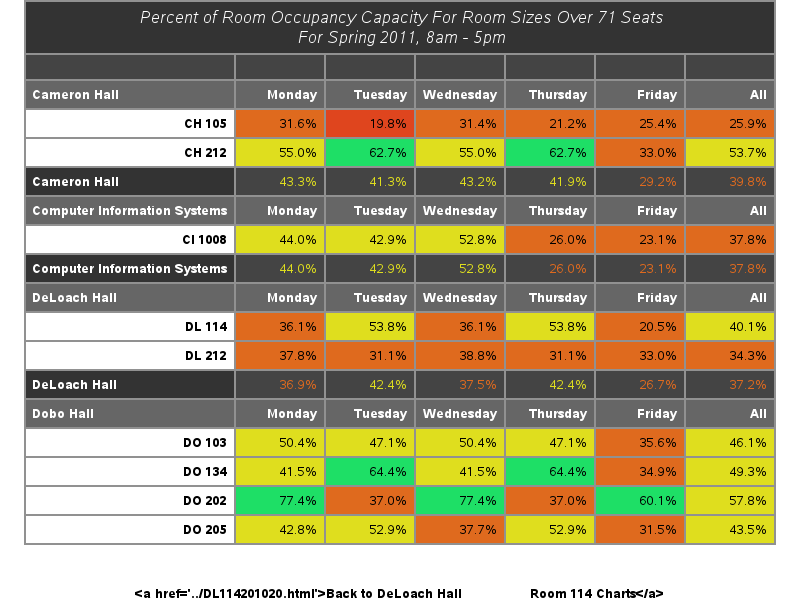 Percent of Room Occupancy Capacity For Room Sizes Over 71 Seats
For Spring 2011, 8am - 5pm
Cameron Hall Monday Tuesday Wednesday Thursday Friday All
CH 105 31.6% 19.8% 31.4% 21.2% 25.4% 25.9%
CH 212 55.0% 62.7% 55.0% 62.7% 33.0% 53.7%
Cameron Hall 43.3% 41.3% 43.2% 41.9% 29.2% 39.8%
Computer Information Systems Monday Tuesday Wednesday Thursday Friday All
CI 1008 44.0% 42.9% 52.8% 26.0% 23.1% 37.8%
Computer Information Systems 44.0% 42.9% 52.8% 26.0% 23.1% 37.8%
DeLoach Hall Monday Tuesday Wednesday Thursday Friday All
DL 114 36.1% 53.8% 36.1% 53.8% 20.5% 40.1%
DL 212 37.8% 31.1% 38.8% 31.1% 33.0% 34.3%
DeLoach Hall 36.9% 42.4% 37.5% 42.4% 26.7% 37.2%
Dobo Hall Monday Tuesday Wednesday Thursday Friday All
DO 103 50.4% 47.1% 50.4% 47.1% 35.6% 46.1%
DO 134 41.5% 64.4% 41.5% 64.4% 34.9% 49.3%
DO 202 77.4% 37.0% 77.4% 37.0% 60.1% 57.8%
DO 205 42.8% 52.9% 37.7% 52.9% 31.5% 43.5%
<a href='../DL114201020.html'>Back to DeLoach Hall Room 114 Charts</a>